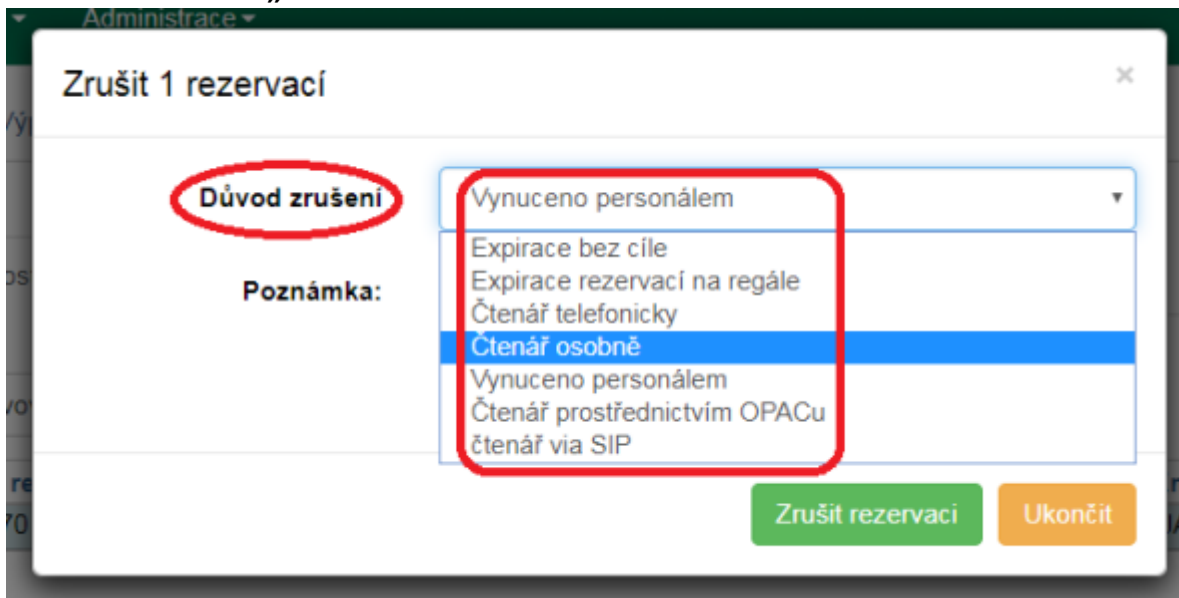 „
Administrace
Zrušit 1 rezervací
×
Důvod zrušení
Vynuceno personálem
Expirace bez cíle
Expirace rezervací na regále
Čtenář telefonicky
Čtenář osobně
Vynuceno personálem
Čtenář prostřednictvím OPACu
čtenář via SIP
Poznámka:
Zrušit rezervaci
Ukončit